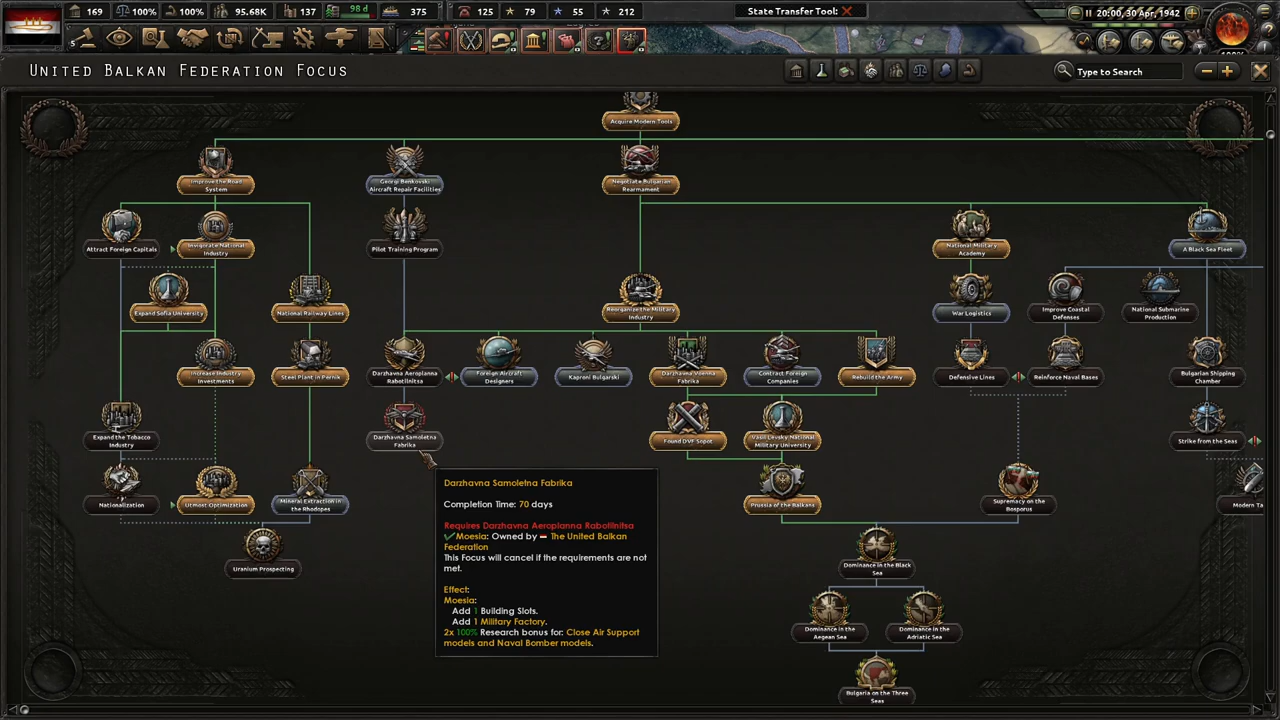 169 100% 100% 95.68K 137 98 d 375 125 79 55 212
State Transfer Tool:
20:00, 30 Apr, 1942
United Balkan Federation Focus
Type to Search
Acquire Modern Tools
Improve the Road
System
Georgi Benkovski
Aircraft Repair Facilities
Negotiate Bulgarian
Rearmament
Attract Foreign Capitals
Invigorate National
Industry
Pilot Training Program
National Military
Academy
A Black Sea Fleet
Expand Sofia University
National Railway Lines
Reorganize the Military
Industry
War Logistics
Improve Coastal
Defenses
National Submarine
Production
Increase Industry
Investments
Steel Plant in Pernik
Darzhavna Aeroplanna
Rabotilnitsa
Foreign Aircraft
Designers
Kaproni Bulgarski
Darzhavna Voenna
Fabrika
Contract Foreign
Companies
Rebuild the Army
Defensive Lines
Reinforce Naval Bases
Bulgarian Shipping
Chamber
Expand the Tobacco
Industry
Darzhavna Samoletna
Fabrika
Found DVF Sopot
Vasil Levsky National
Military University
Strike from the Seas
Nationalization
Utmost Optimization
Mineral Extraction in
the Rhodopes
Prussia of the Balkans
Supremacy on the
Bosporus
Modern Ta
Uranium Prospecting
Dominance in the Black
Sea
Dominance in the
Aegean Sea
Dominance in the
Adriatic Sea
Bulgaria on the Three
Seas
Darzhavna Samoletna Fabrika
Completion Time: 70 days
Requires Darzhavna Aeroplanna Rabotilnitsa
Moesia: Owned by The United Balkan
Federation
This Focus will cancel if the requirements are not
met.
Effect:
Moesia:
Add 1 Building Slots.
Add 1 Military Factory.
2x 100% Research bonus for: Close Air Support
models and Naval Bomber models.